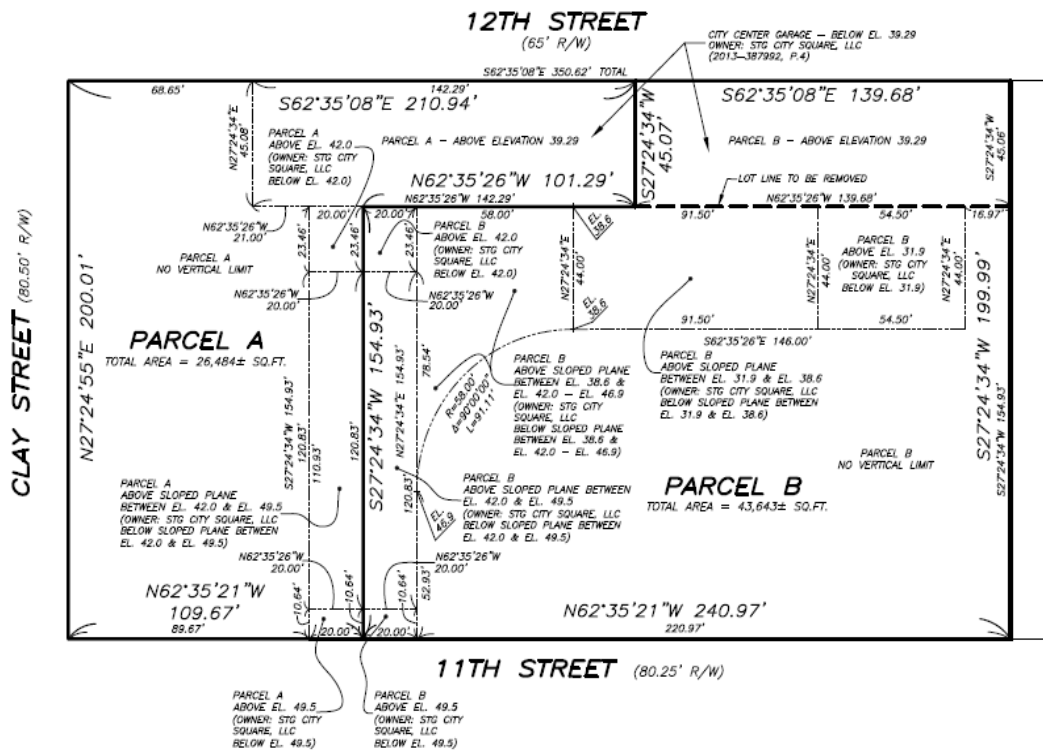 12TH STREET
(65' R/W)
CITY CENTER GARAGE – BELOW EL. 39.29
OWNER: STG CITY SQUARE, LLC
(2013–387992, P.4)
S62°35'08"E 350.62' TOTAL
68.65'
142.29'
S62°35'08"E 210.94'
S62°35'08"E 139.68'
N27°24'34"E
45.08'
PARCEL A
ABOVE EL. 42.0
(OWNER: STG CITY
SQUARE, LLC
BELOW EL. 42.0)
PARCEL A – ABOVE ELEVATION 39.29
S27°24'34"W
45.07'
PARCEL B – ABOVE ELEVATION 39.29
S27°24'34"W
45.06'
N62°35'26"W 101.29'
LOT LINE TO BE REMOVED
N62°35'26"W 142.29'
N62°35'26"W 139.68'
20.00'
20.00'
58.00'
91.50'
54.50'
16.97'
N62°35'26"W
21.00'
23.46'
23.46'
23.46'
PARCEL B
ABOVE EL. 42.0
(OWNER: STG CITY
SQUARE, LLC
BELOW EL. 42.0)
EL.
38.6
PARCEL A
NO VERTICAL LIMIT
N27°24'34"E
44.00'
N27°24'34"E
44.00'
PARCEL B
ABOVE EL. 31.9
(OWNER: STG CITY
SQUARE, LLC
BELOW EL. 31.9)
N27°24'34"E
44.00'
N62°35'26"W
20.00'
N62°35'26"W
20.00'
EL.
38.6
CLAY STREET (80.50' R/W)
N27°24'55"E 200.01'
PARCEL A
TOTAL AREA = 26,484± SQ.FT.
91.50'
54.50'
S62°35'26"E 146.00'
S27°24'34"W 154.93'
120.83'
110.93'
120.83'
S27°24'34"W 154.93'
N27°24'34"E 154.93'
120.83'
78.54'
R=58.00'
Δ=90°00'00"
L=91.11'
PARCEL B
ABOVE SLOPED PLANE
BETWEEN EL. 38.6 &
EL. 42.0 – EL. 46.9
(OWNER: STG CITY
SQUARE, LLC
BELOW SLOPED PLANE
BETWEEN EL. 38.6 &
EL. 42.0 – EL. 46.9)
PARCEL B
ABOVE SLOPED PLANE
BETWEEN EL. 31.9 & EL. 38.6
(OWNER: STG CITY SQUARE, LLC
BELOW SLOPED PLANE BETWEEN
EL. 31.9 & EL. 38.6)
S27°24'34"W 199.99'
S27°24'34"W 154.93'
PARCEL B
NO VERTICAL LIMIT
PARCEL A
ABOVE SLOPED PLANE
BETWEEN EL. 42.0 & EL. 49.5
(OWNER: STG CITY SQUARE, LLC
BELOW SLOPED PLANE BETWEEN
EL. 42.0 & EL. 49.5)
PARCEL B
ABOVE SLOPED PLANE BETWEEN
EL. 42.0 & EL. 49.5
(OWNER: STG CITY SQUARE, LLC
BELOW SLOPED PLANE BETWEEN
EL. 42.0 & EL. 49.5)
EL.
46.9
PARCEL B
TOTAL AREA = 43,643± SQ.FT.
N62°35'26"W
20.00'
N62°35'26"W
20.00'
52.93'
N62°35'21"W
109.67'
89.67'
10.64'
10.64'
10.64'
20.00'
20.00'
N62°35'21"W 240.97'
220.97'
11TH STREET (80.25' R/W)
PARCEL A
ABOVE EL. 49.5
(OWNER: STG CITY
SQUARE, LLC
BELOW EL. 49.5)
PARCEL B
ABOVE EL. 49.5
(OWNER: STG CITY
SQUARE, LLC
BELOW EL. 49.5)